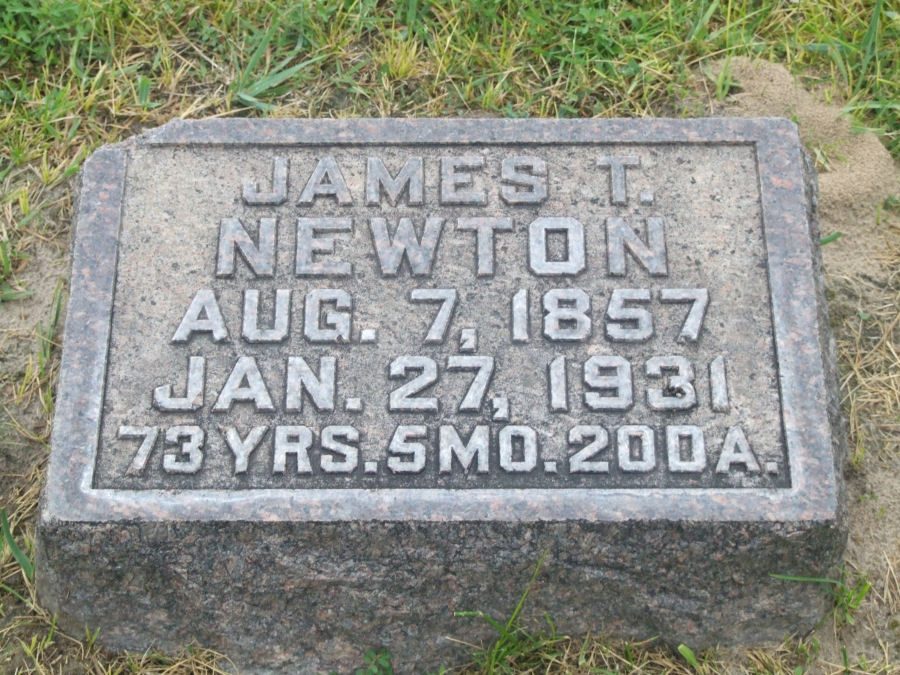 JAMES T.
NEWTON
AUG. 7, 1857
JAN. 27, 1931
73 YRS. 5 MO. 20 DA.